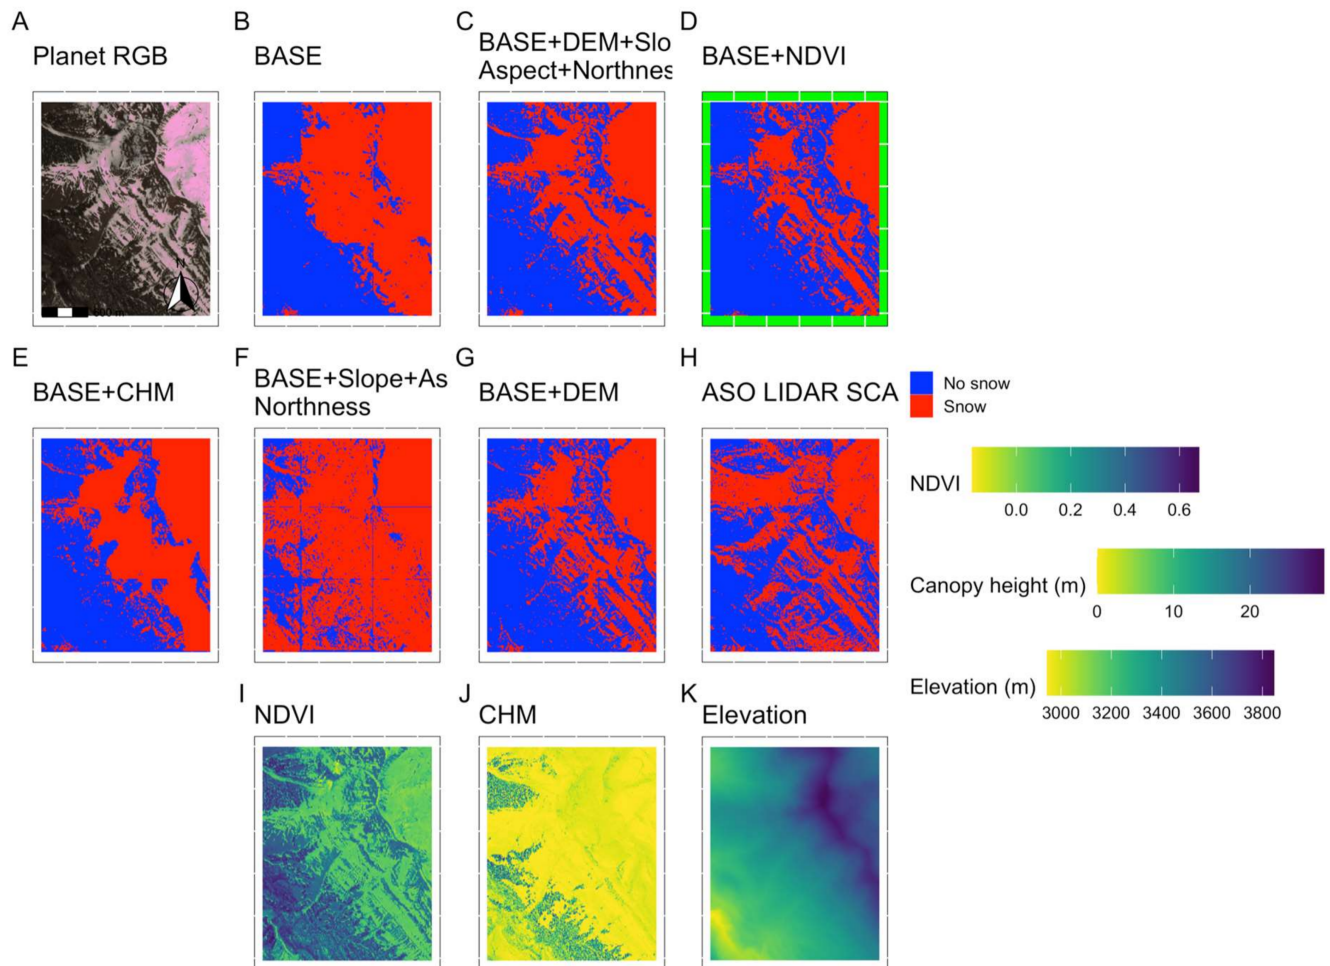 A
Planet RGB
B
BASE
C
BASE+DEM+Slo
Aspect+Northnes
D
BASE+NDVI
N
E
BASE+CHM
F
BASE+Slope+As
Northness
G
BASE+DEM
H
ASO LIDAR SCA
No snow
Snow
NDVI
0.0 0.2 0.4 0.6
Canopy height (m)
0 10 20
Elevation (m)
3000 3200 3400 3600 3800
I
NDVI
J
CHM
K
Elevation